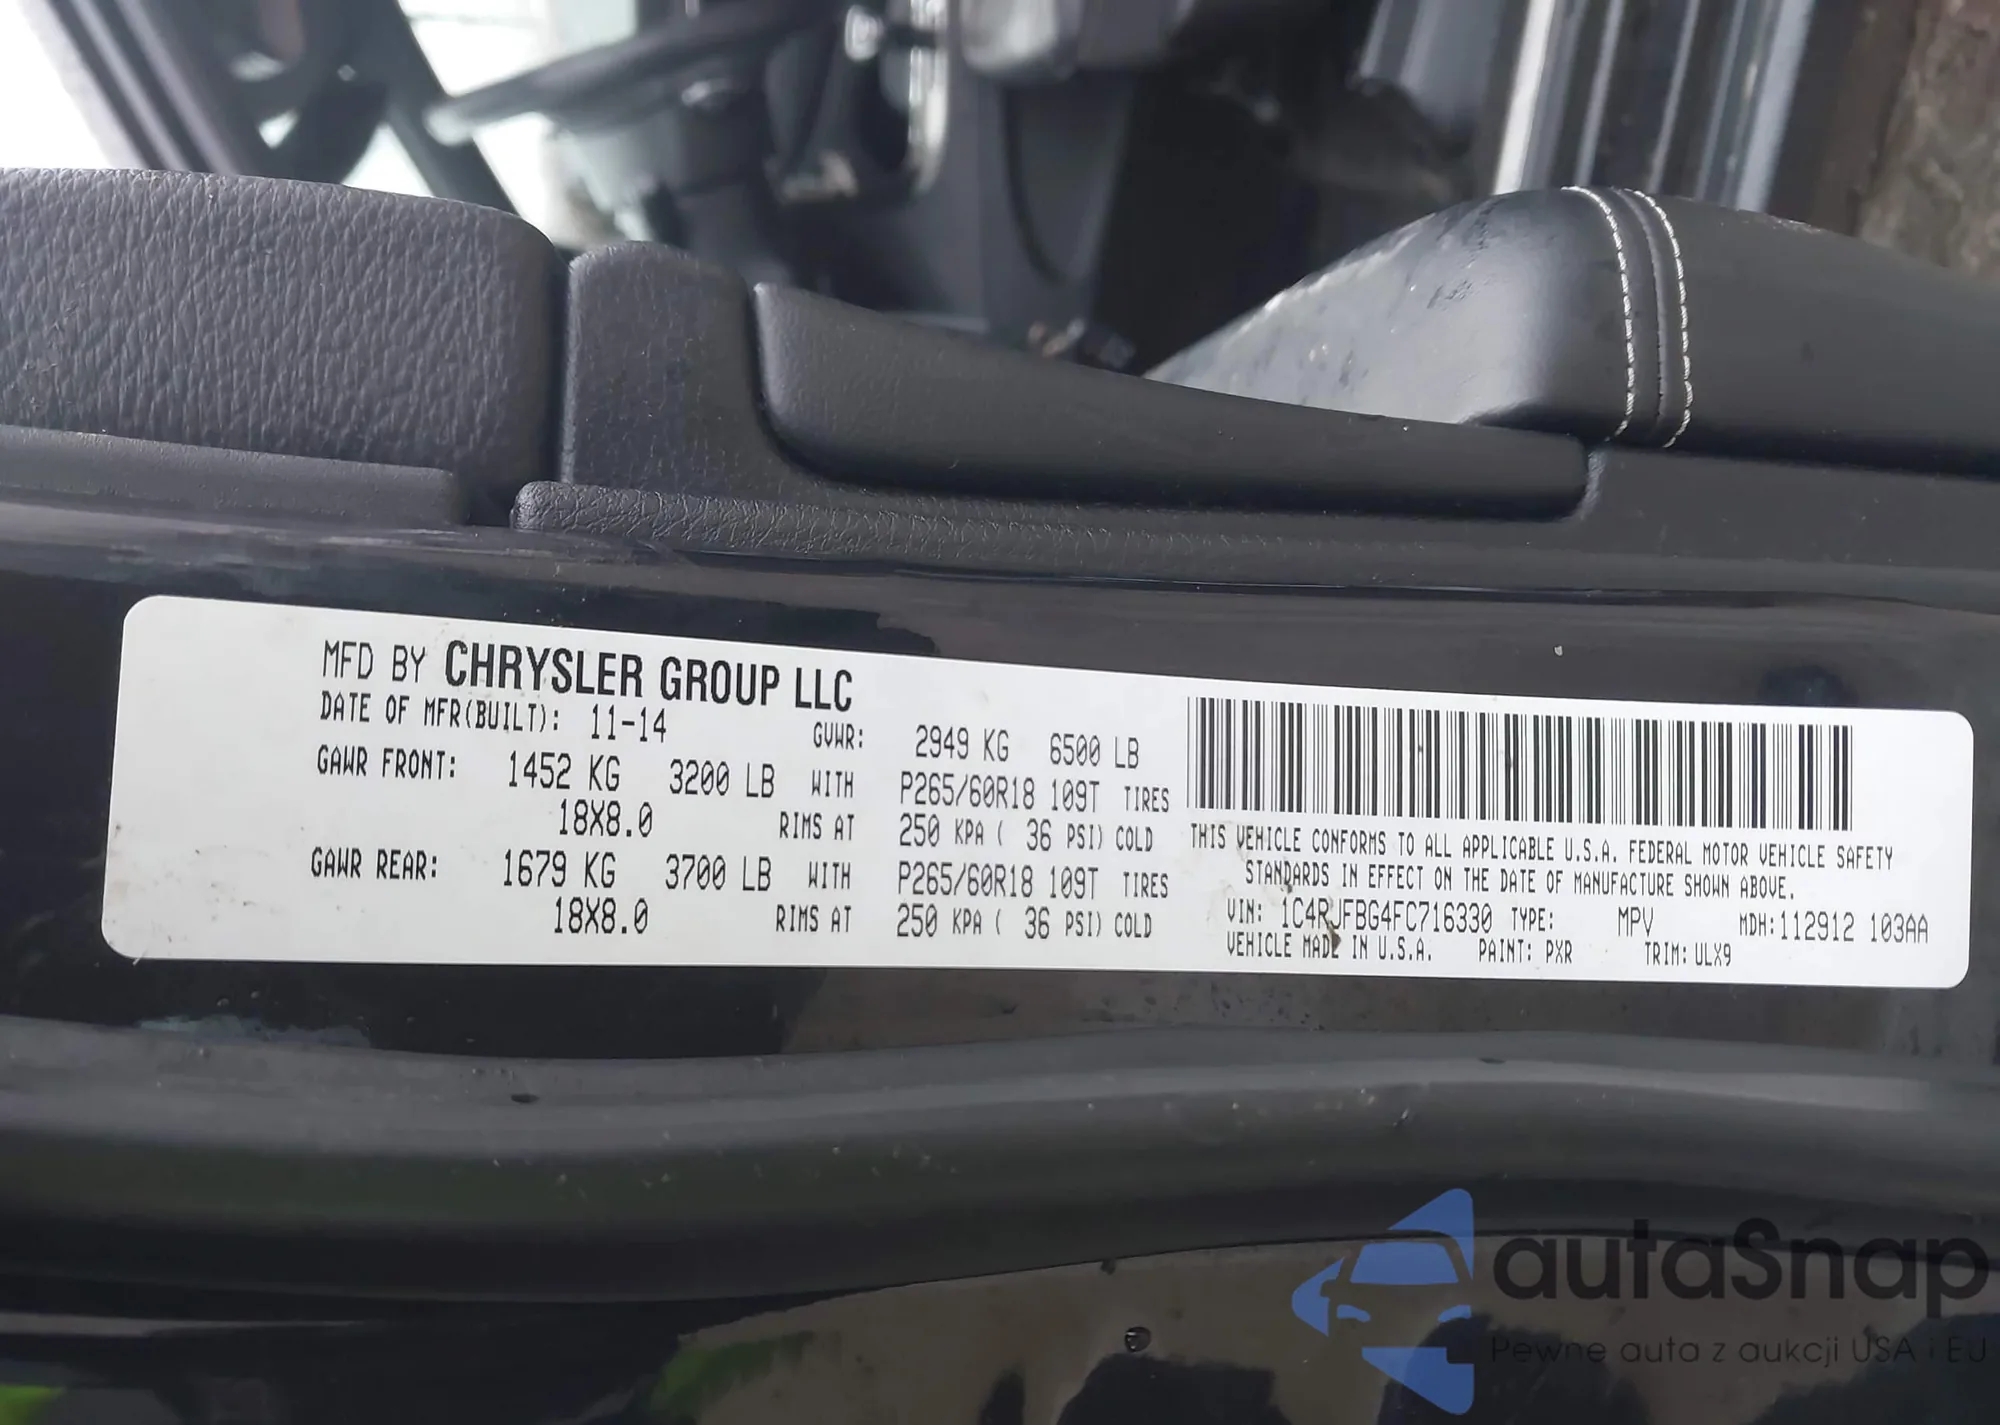 MFD BY CHRYSLER GROUP LLC
DATE OF MFR(BUILT): 11-14 GVWR: 2949 KG 6500 LB
GAWR FRONT: 1452 KG 3200 LB WITH P265/60R18 109T TIRES
18X8.0 RIMS AT 250 KPA ( 36 PSI) COLD
GAWR REAR: 1679 KG 3700 LB WITH P265/60R18 109T TIRES
18X8.0 RIMS AT 250 KPA ( 36 PSI) COLD
THIS VEHICLE CONFORMS TO ALL APPLICABLE U.S.A. FEDERAL MOTOR VEHICLE SAFETY
STANDARDS IN EFFECT ON THE DATE OF MANUFACTURE SHOWN ABOVE.
VIN: 1C4RJFBG4FC716330 TYPE: MPV MDH:112912 103AA
VEHICLE MADE IN U.S.A. PAINT: PXR TRIM: ULX9
autaSnap
Pewne auta z aukcji USA i EU